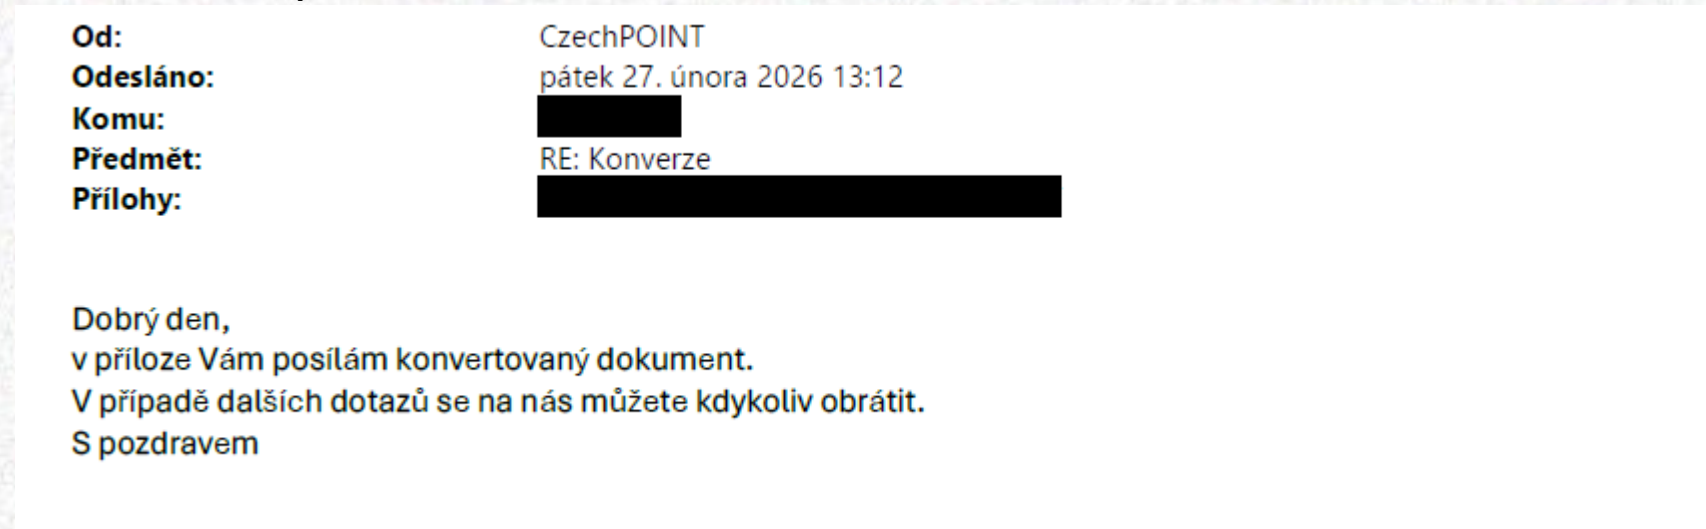 Od: CzechPOINT
Odesláno: pátek 27. února 2026 13:12
Komu:
Předmět: RE: Konverze
Přílohy:
Dobrý den,
v příloze Vám posílám konvertovaný dokument.
V případě dalších dotazů se na nás můžete kdykoliv obrátit.
S pozdravem